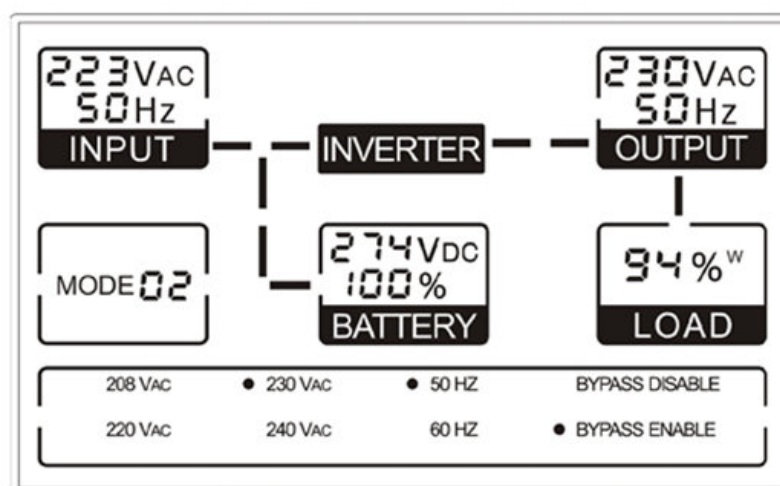 223VAC
50HZ
INPUT
INVERTER
230VAC
50HZ
OUTPUT
MODE 02
274VDC
100%
BATTERY
94%W
LOAD
208 VAC
● 230 VAC
● 50 HZ
BYPASS DISABLE
220 VAC
240 VAC
60 HZ
● BYPASS ENABLE